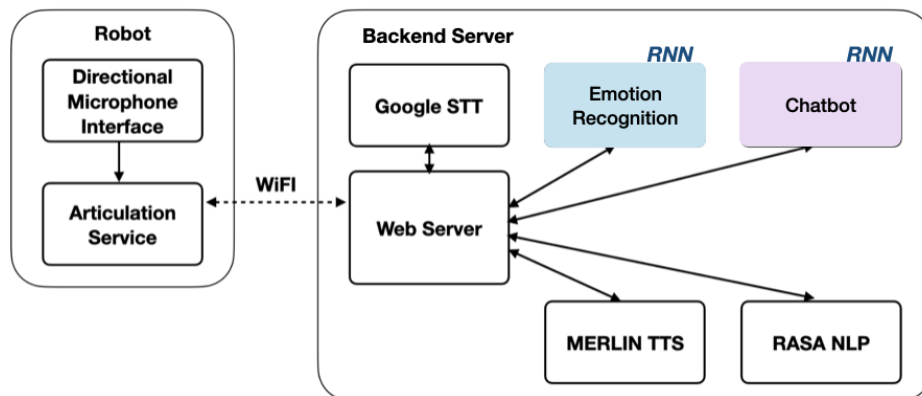 Robot
Directional
Microphone
Interface
Articulation
Service
WiFI
Backend Server
Google STT
RNN
Emotion
Recognition
RNN
Chatbot
Web Server
MERLIN TTS
RASA NLP